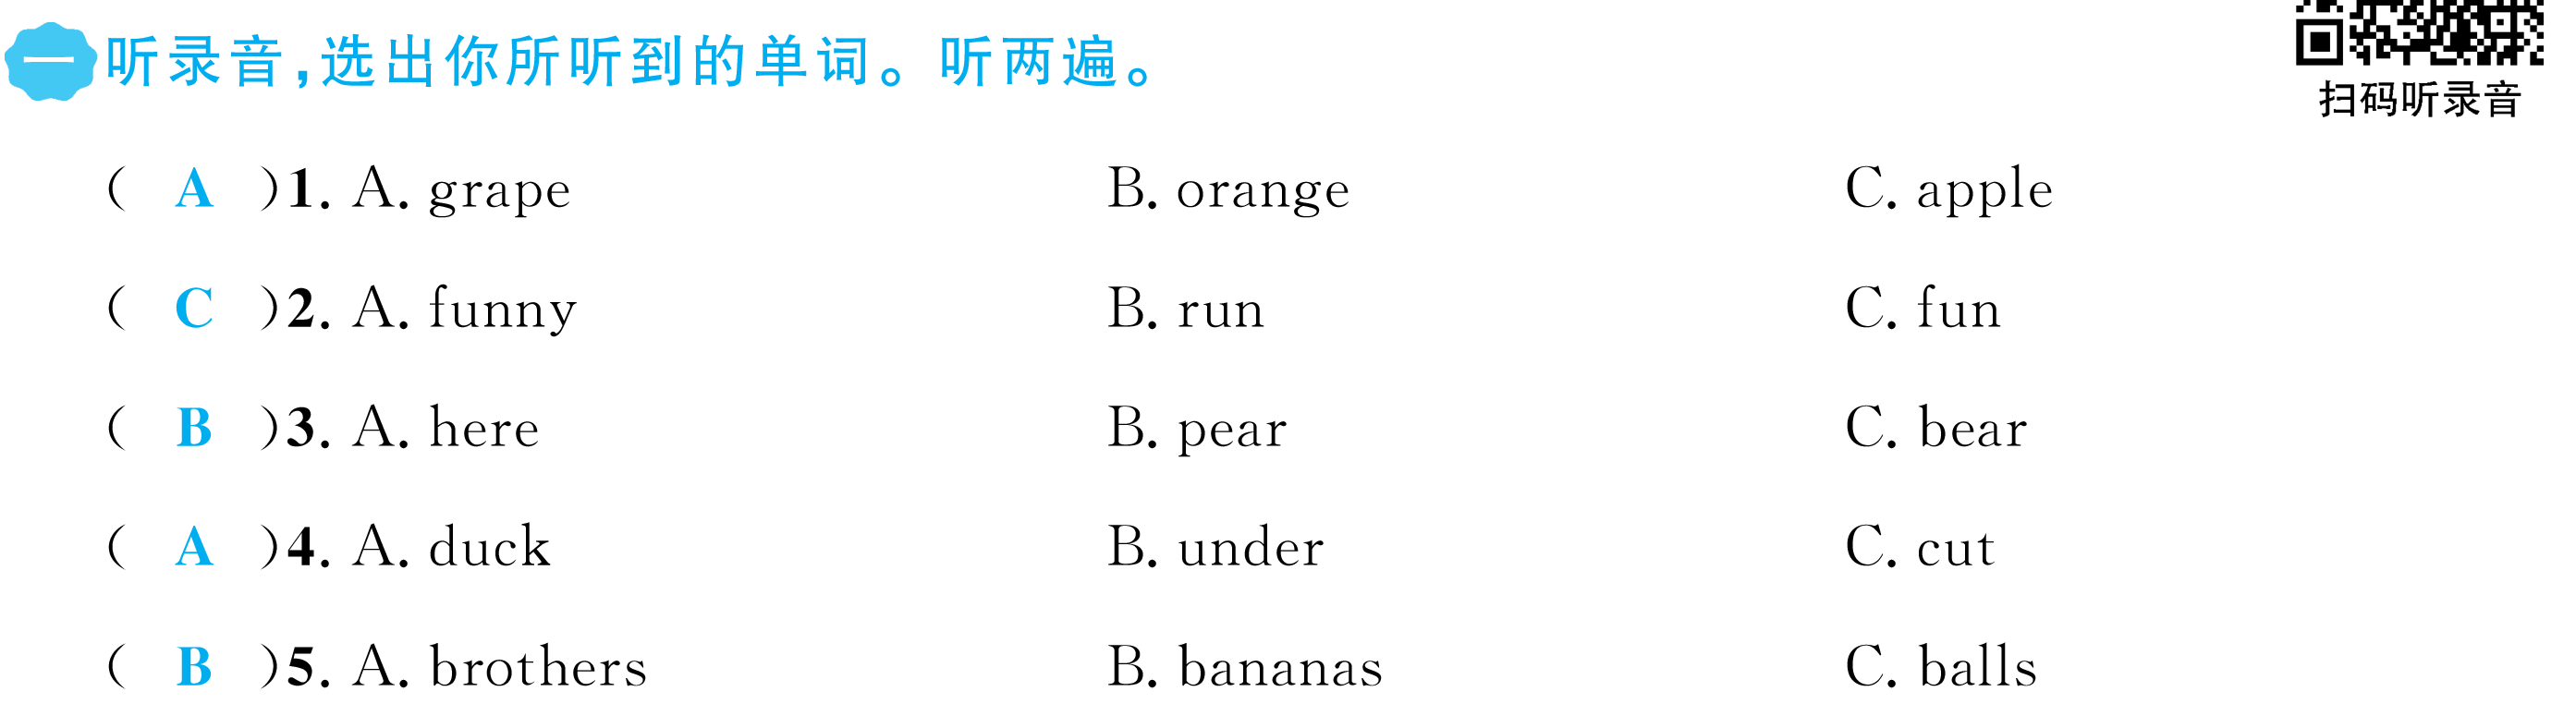 一 听录音,选出你所听到的单词。听两遍。
扫码听录音
( A )1. A. grape B. orange C. apple
( C )2. A. funny B. run C. fun
( B )3. A. here B. pear C. bear
( A )4. A. duck B. under C. cut
( B )5. A. brothers B. bananas C. balls